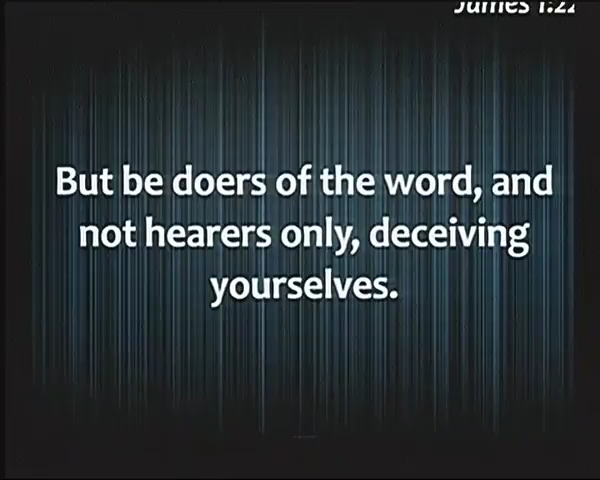 James 1:22
But be doers of the word, and
not hearers only, deceiving
yourselves.